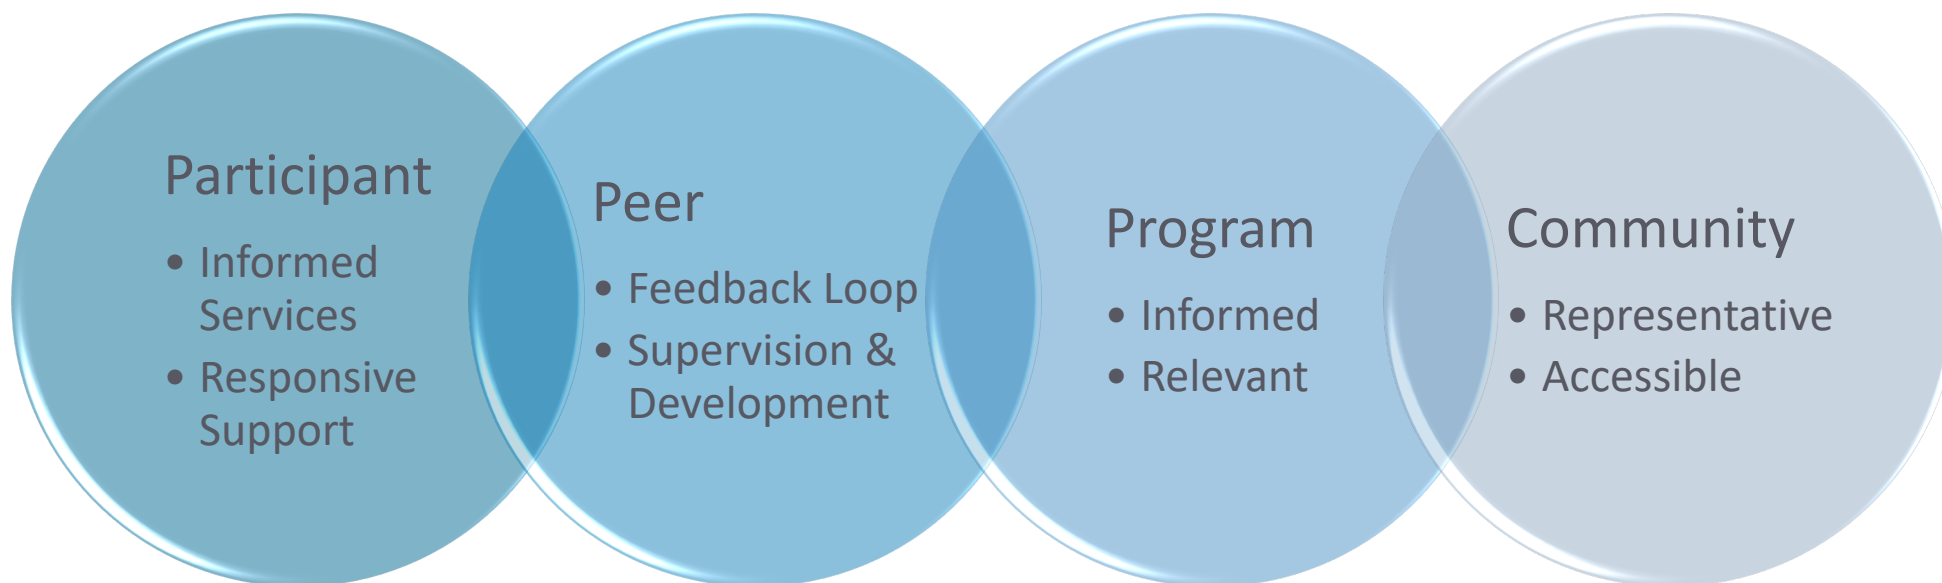 Participant
• Informed
Services
• Responsive
Support
Peer
• Feedback Loop
• Supervision &
Development
Program
• Informed
• Relevant
Community
• Representative
• Accessible